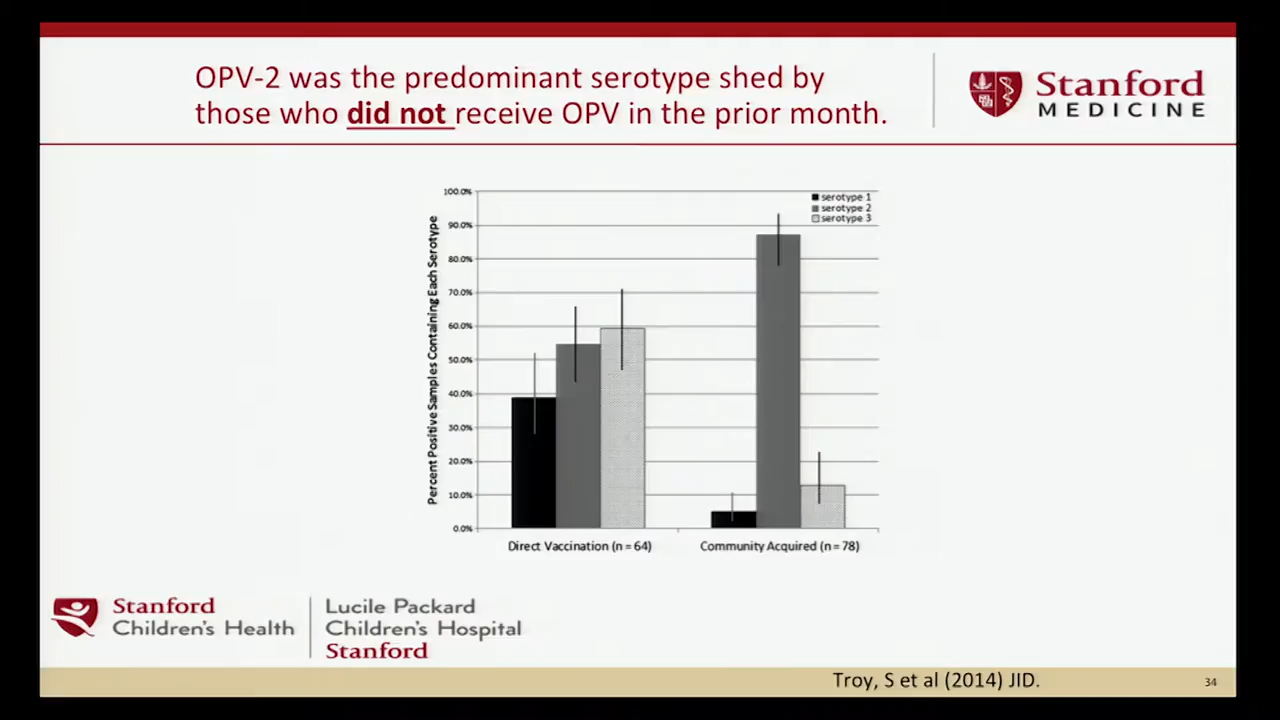 OPV-2 was the predominant serotype shed by
those who did not receive OPV in the prior month.
Stanford
MEDICINE
Percent Positive Samples Containing Each Serotype
100.0%
90.0%
80.0%
70.0%
60.0%
50.0%
40.0%
30.0%
20.0%
10.0%
0.0%
serotype 1
serotype 2
serotype 3
Direct Vaccination (n = 64)
Community Acquired (n = 78)
Stanford
Children's Health
Lucile Packard
Children's Hospital
Stanford
Troy, S et al (2014) JID.
34